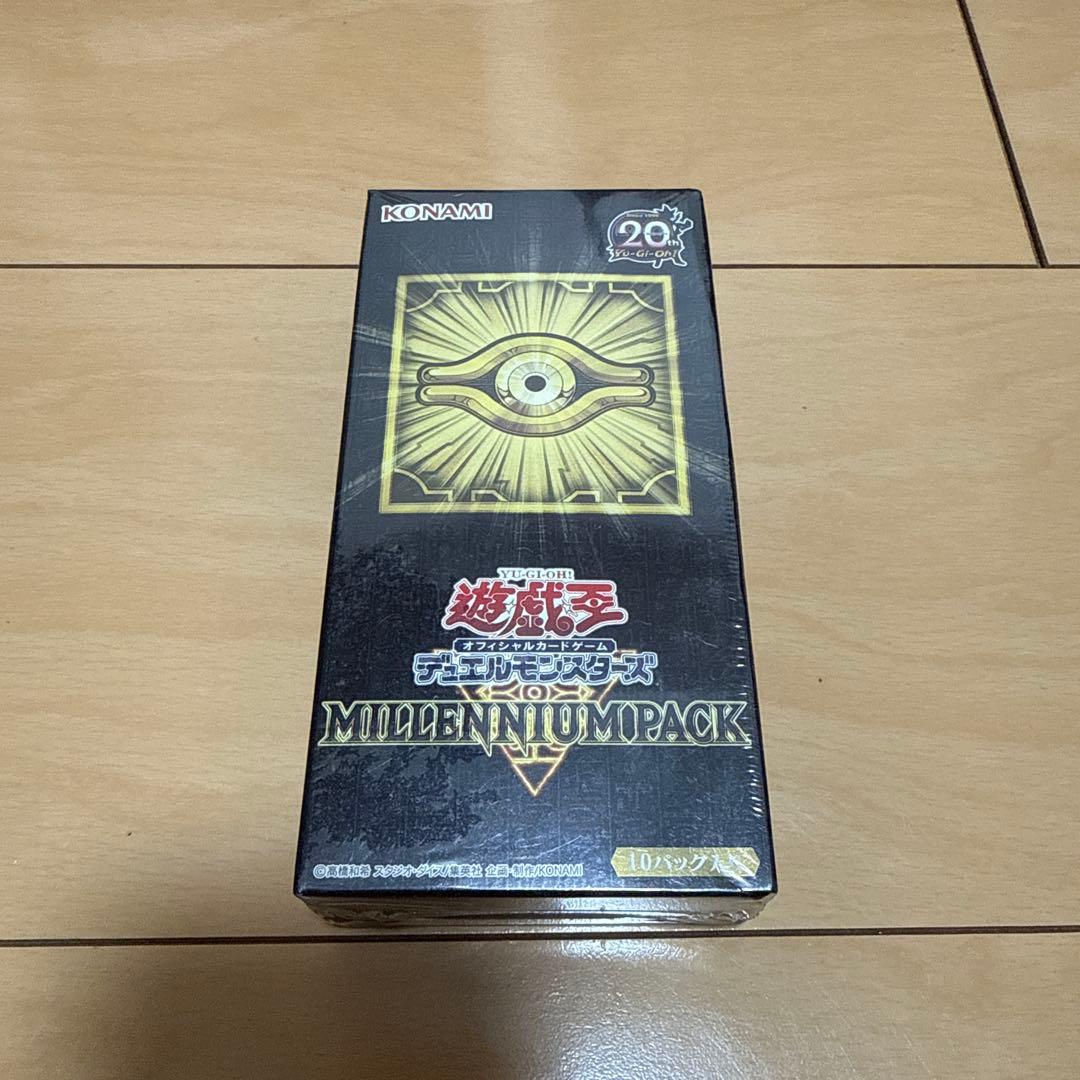 KONAMI
Since 1996
20th
Yu-Gi-Oh!
YU-GI-OH!
遊戯王
オフィシャルカードゲーム
デュエルモンスターズ
MILLENNIUM PACK
10パック入り
©高橋和希 スタジオ・ダイス/集英社 企画・制作/KONAMI